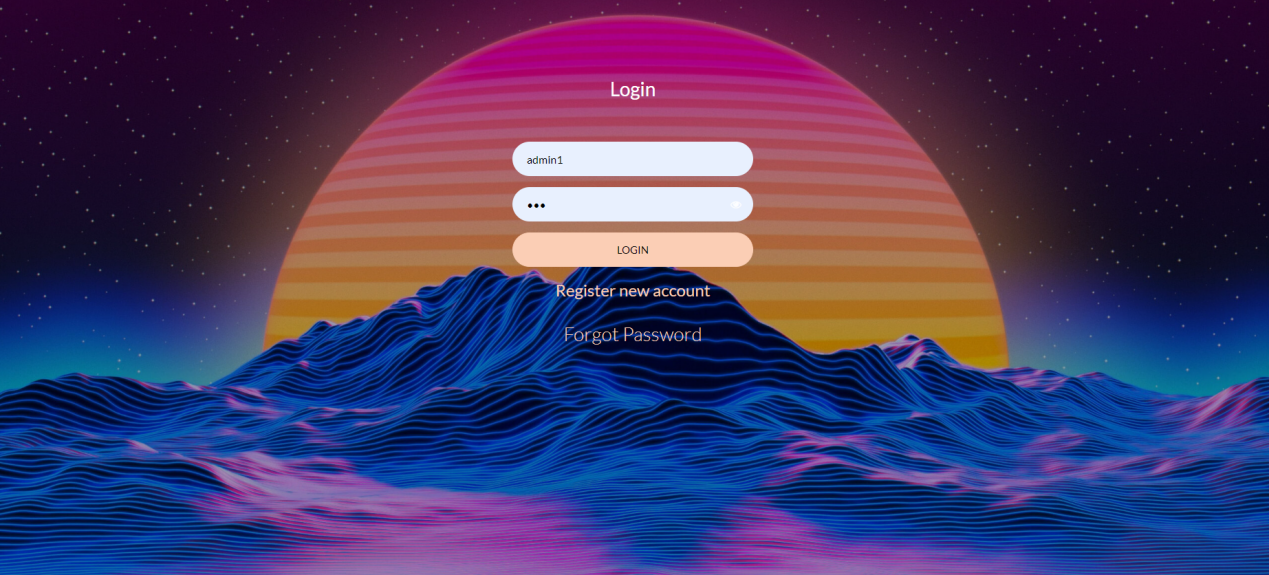 Login
admin1
•••
LOGIN
Register new account
Forgot Password